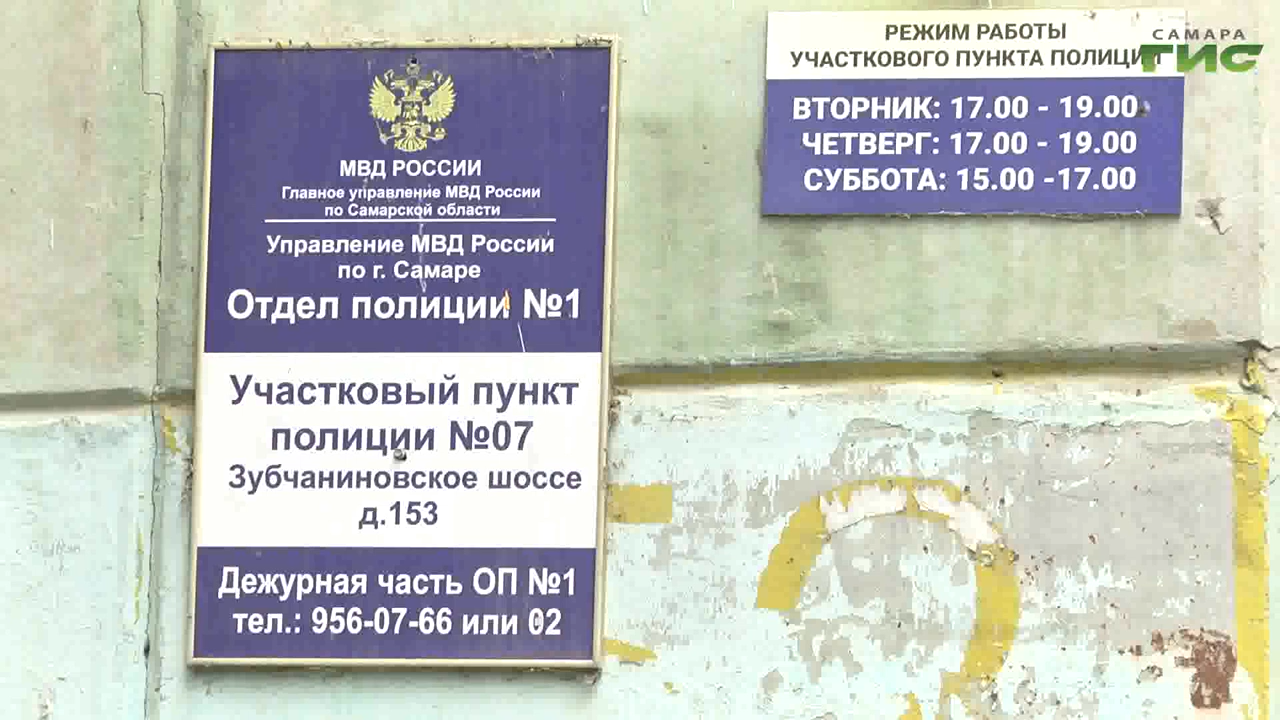 МВД РОССИИ
Главное управление МВД России
по Самарской области
Управление МВД России
по г. Самаре
Отдел полиции №1
Участковый пункт
полиции №07
Зубчаниновское шоссе
д.153
Дежурная часть ОП №1
тел.: 956-07-66 или 02
РЕЖИМ РАБОТЫ
УЧАСТКОВОГО ПУНКТА ПОЛИЦИИ
ВТОРНИК: 17.00 - 19.00
ЧЕТВЕРГ: 17.00 - 19.00
СУББОТА: 15.00 -17.00
САМАРА
ГИС